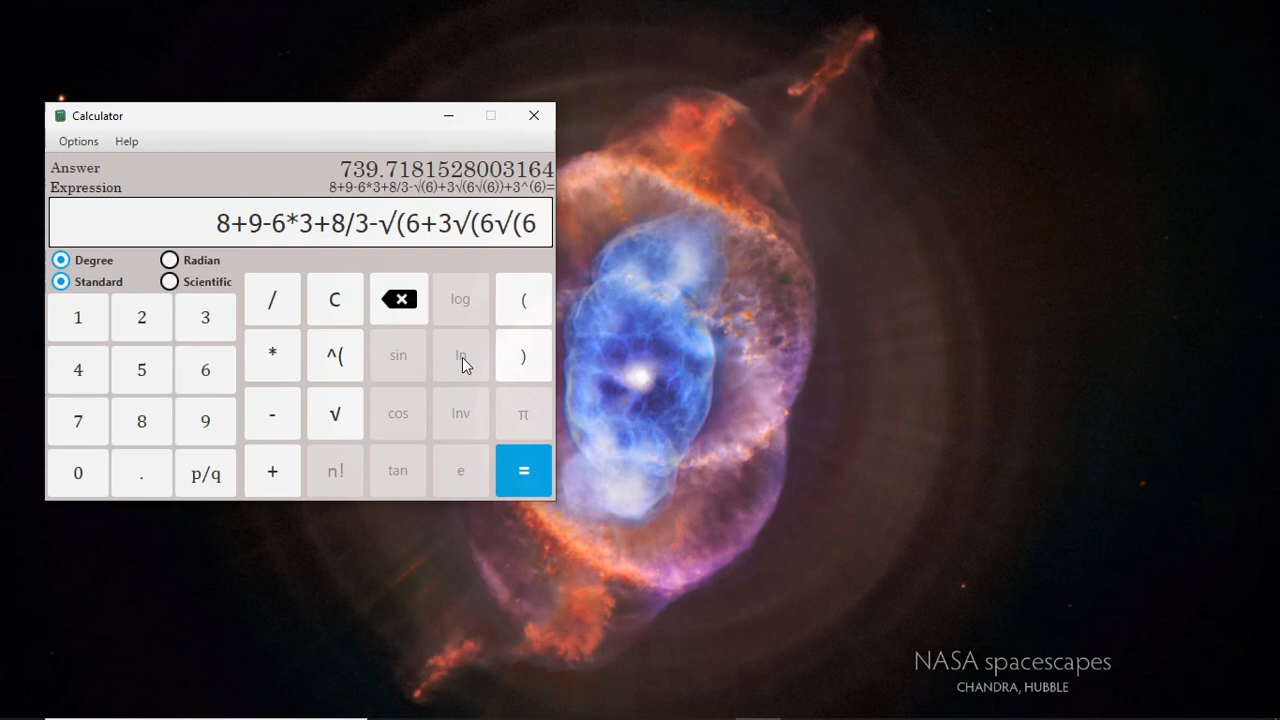 Calculator
Options Help
Answer 739.7181528003164
Expression 8+9-6*3+8/3-√(6)+3√(6√(6))+3^(6)=
8+9-6*3+8/3-√(6+3√(6√(6
Degree Radian
Standard Scientific
/ C log (
1 2 3
* ^( sin ln )
4 5 6
- √ cos Inv π
7 8 9
+ n! tan e =
0 . p/q
NASA spacescapes
CHANDRA, HUBBLE